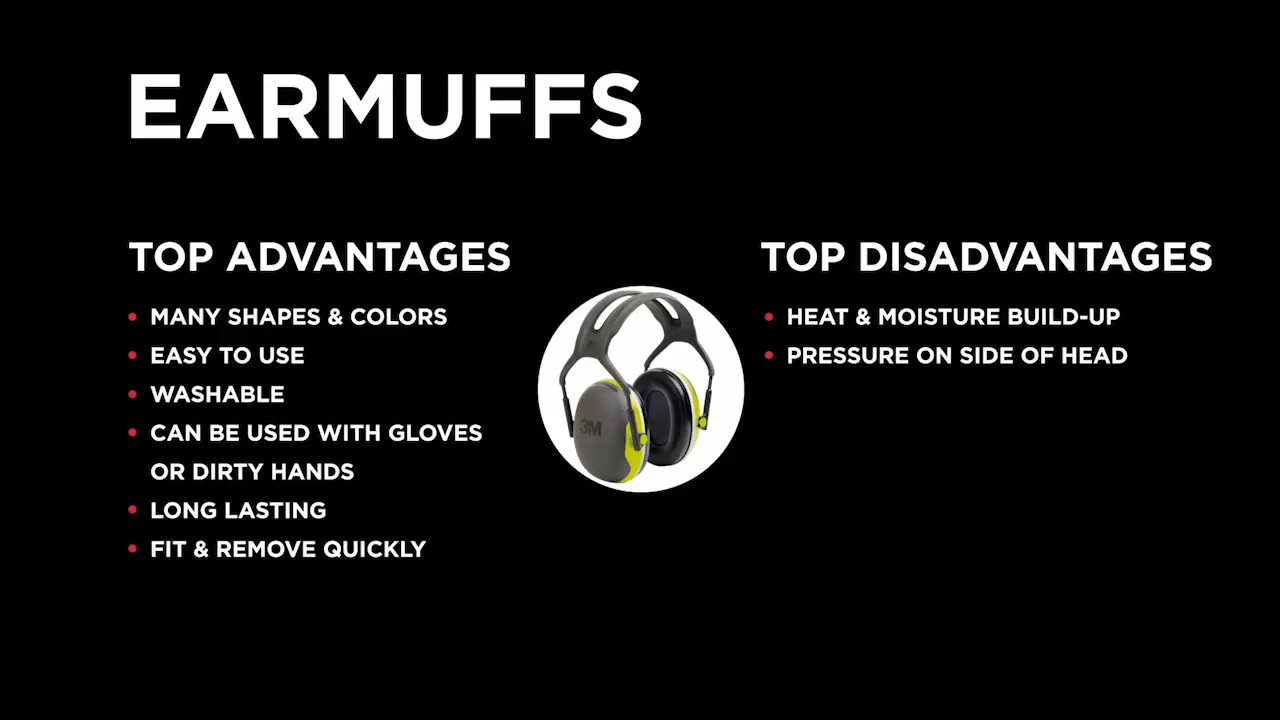 EARMUFFS
TOP ADVANTAGES
• MANY SHAPES & COLORS
• EASY TO USE
• WASHABLE
• CAN BE USED WITH GLOVES
OR DIRTY HANDS
• LONG LASTING
• FIT & REMOVE QUICKLY
3M
TOP DISADVANTAGES
• HEAT & MOISTURE BUILD-UP
• PRESSURE ON SIDE OF HEAD